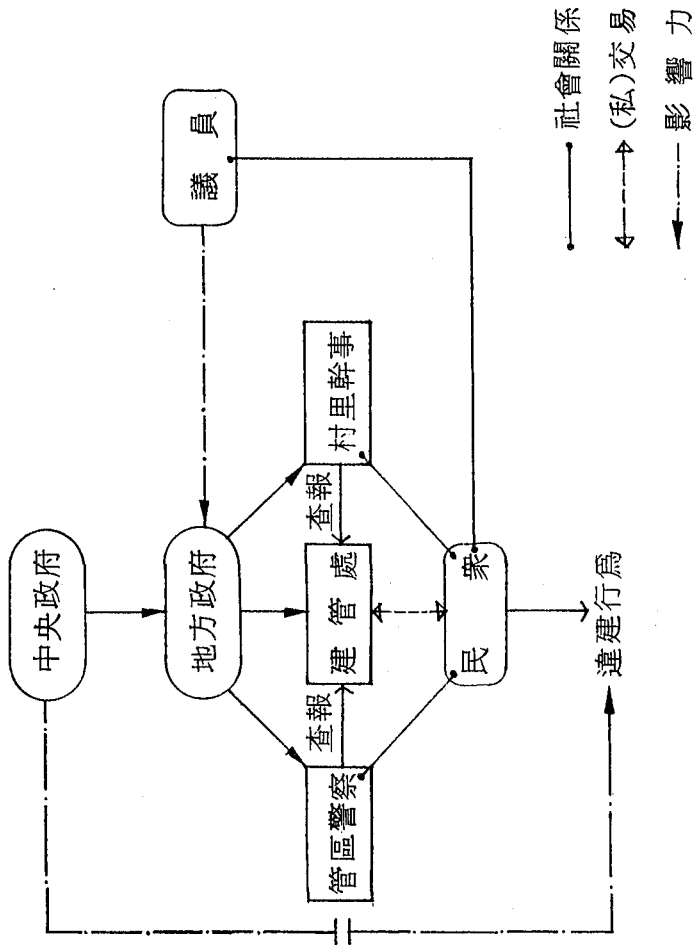 中央政府
地方政府
議員
管區警察
查報
建管處
查報
村里幹事
民眾
違建行為
社會關係
(私)交易
影響力